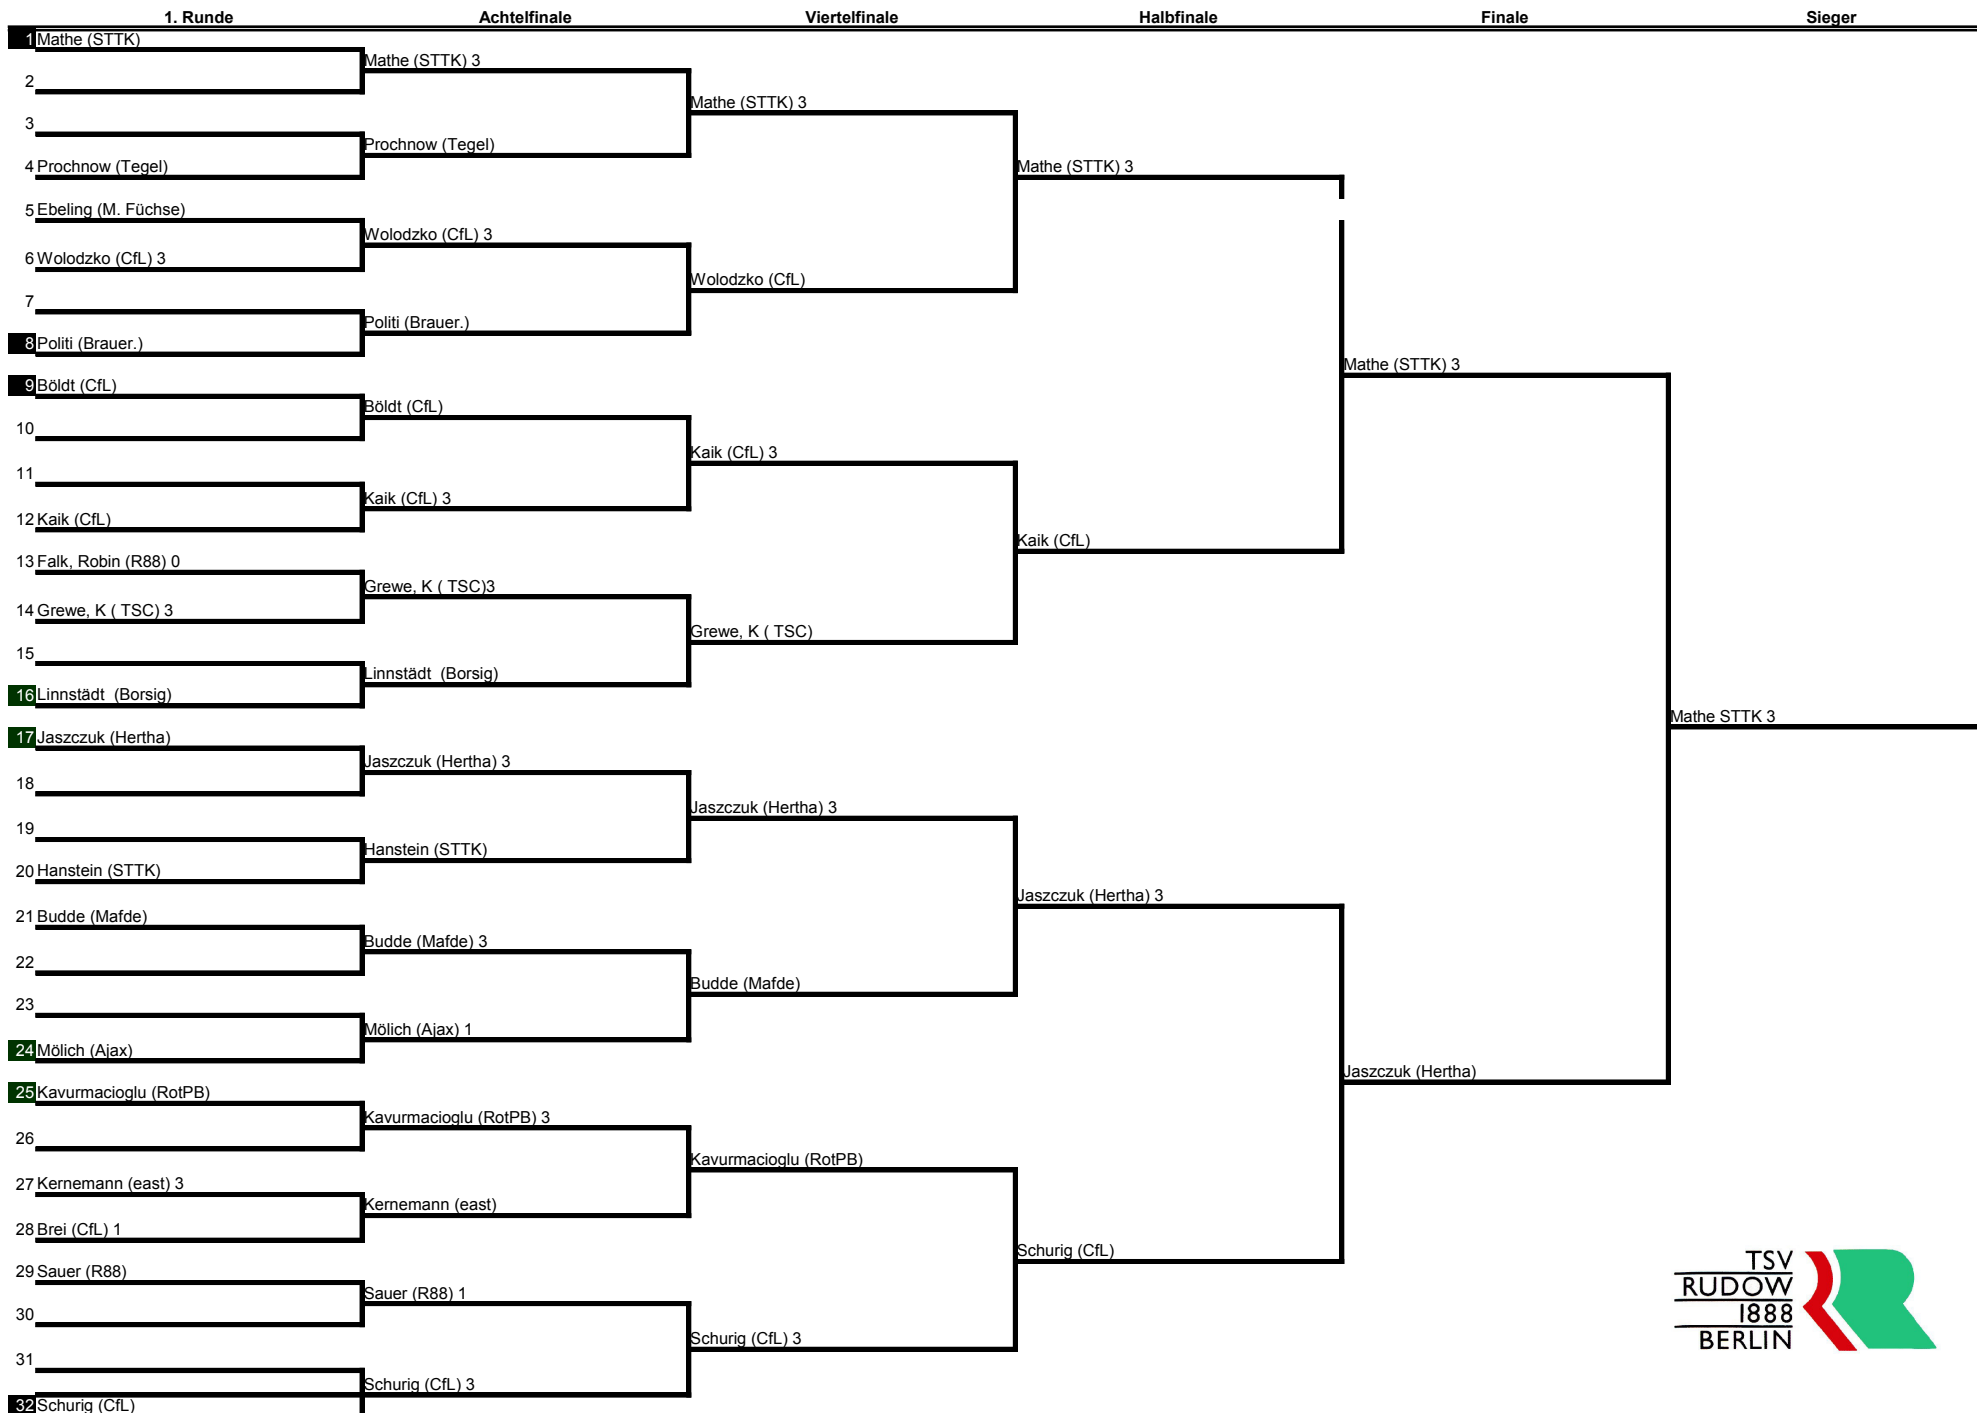 1. Runde Achtelfinale Viertelfinale Halbfinale Finale Sieger
1 Mathe (STTK)
Mathe (STTK) 3
2
Mathe (STTK) 3
3
Prochnow (Tegel)
4 Prochnow (Tegel)
Mathe (STTK) 3
5 Ebeling (M. Füchse)
Wolodzko (CfL) 3
6 Wolodzko (CfL) 3
Wolodzko (CfL)
7
Politi (Brauer.)
8 Politi (Brauer.)
Mathe (STTK) 3
9 Böldt (CfL)
Böldt (CfL)
10
Kaik (CfL) 3
11
Kaik (CfL) 3
12 Kaik (CfL)
Kaik (CfL)
13 Falk, Robin (R88) 0
Grewe, K ( TSC)3
14 Grewe, K ( TSC) 3
Grewe, K ( TSC)
15
Linnstädt (Borsig)
16 Linnstädt (Borsig)
Mathe STTK 3
17 Jaszczuk (Hertha)
Jaszczuk (Hertha) 3
18
Jaszczuk (Hertha) 3
19
Hanstein (STTK)
20 Hanstein (STTK)
Jaszczuk (Hertha) 3
21 Budde (Mafde)
Budde (Mafde) 3
22
Budde (Mafde)
23
Mölich (Ajax) 1
24 Mölich (Ajax)
Jaszczuk (Hertha)
25 Kavurmacioglu (RotPB)
Kavurmacioglu (RotPB) 3
26
Kavurmacioglu (RotPB)
27 Kernemann (east) 3
Kernemann (east)
28 Brei (CfL) 1
Schurig (CfL)
29 Sauer (R88)
Sauer (R88) 1
30
Schurig (CfL) 3
31
Schurig (CfL) 3
32 Schurig (CfL)
TSV
RUDOW
1888
BERLIN